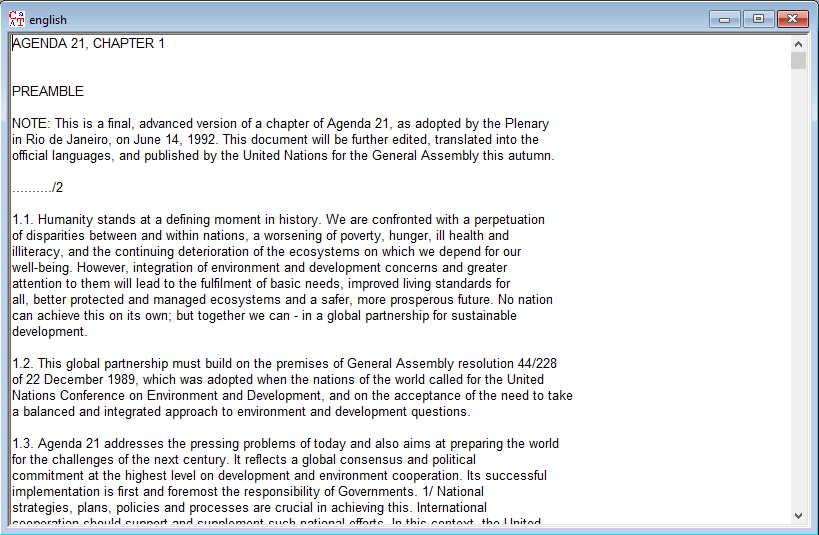 english
AGENDA 21, CHAPTER 1
PREAMBLE
NOTE: This is a final, advanced version of a chapter of Agenda 21, as adopted by the Plenary
in Rio de Janeiro, on June 14, 1992. This document will be further edited, translated into the
official languages, and published by the United Nations for the General Assembly this autumn.
........../2
1.1. Humanity stands at a defining moment in history. We are confronted with a perpetuation
of disparities between and within nations, a worsening of poverty, hunger, ill health and
illiteracy, and the continuing deterioration of the ecosystems on which we depend for our
well-being. However, integration of environment and development concerns and greater
attention to them will lead to the fulfilment of basic needs, improved living standards for
all, better protected and managed ecosystems and a safer, more prosperous future. No nation
can achieve this on its own; but together we can - in a global partnership for sustainable
development.
1.2. This global partnership must build on the premises of General Assembly resolution 44/228
of 22 December 1989, which was adopted when the nations of the world called for the United
Nations Conference on Environment and Development, and on the acceptance of the need to take
a balanced and integrated approach to environment and development questions.
1.3. Agenda 21 addresses the pressing problems of today and also aims at preparing the world
for the challenges of the next century. It reflects a global consensus and political
commitment at the highest level on development and environment cooperation. Its successful
implementation is first and foremost the responsibility of Governments. 1/ National
strategies, plans, policies and processes are crucial in achieving this. International
cooperation should support and supplement such national efforts. In this context, the United